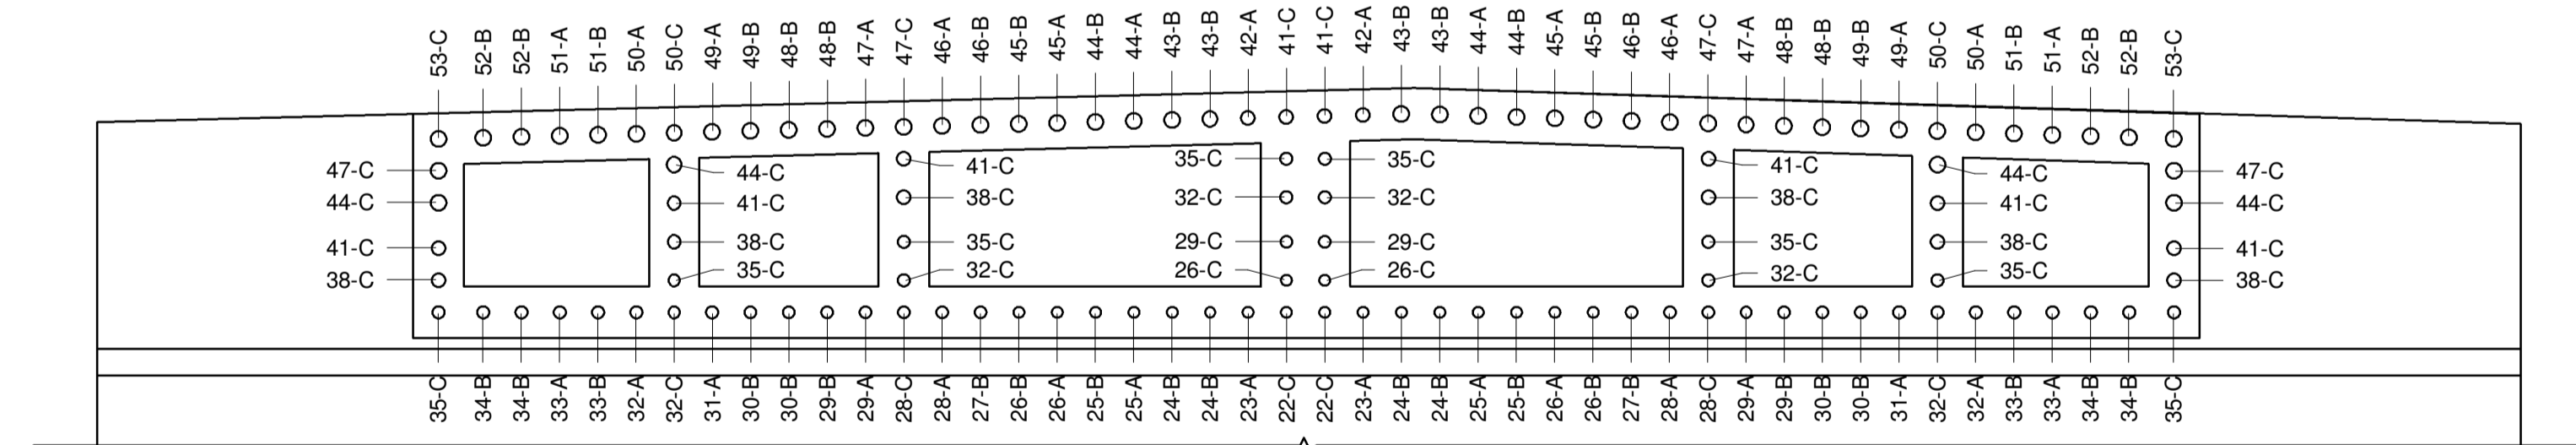 53-C 52-B 52-B 51-A 51-B 50-A 50-C 49-A 49-B 48-B 48-B 47-A 47-C 46-A 46-B 45-B 45-A 44-B 44-A 43-B 43-B 42-A 41-C 41-C 42-A 43-B 43-B 44-A 44-B 45-A 45-B 46-B 46-A 47-C 47-A 48-B 48-B 49-B 49-A 50-C 50-A 51-B 51-A 52-B 52-B 53-C
47-C 44-C 41-C 35-C 35-C 41-C 44-C 47-C
44-C 41-C 38-C 32-C 32-C 38-C 41-C 44-C
41-C 38-C 35-C 29-C 29-C 35-C 38-C 41-C
38-C 35-C 32-C 26-C 26-C 32-C 35-C 38-C
35-C 34-B 34-B 33-A 33-B 32-A 32-C 31-A 30-B 30-B 29-B 29-A 28-C 28-A 27-B 26-B 26-A 25-B 25-A 24-B 24-B 23-A 22-C 22-C 23-A 24-B 24-B 25-A 25-B 26-A 26-B 27-B 28-A 28-C 29-A 29-B 30-B 30-B 31-A 32-C 32-A 33-B 33-A 34-B 34-B 35-C